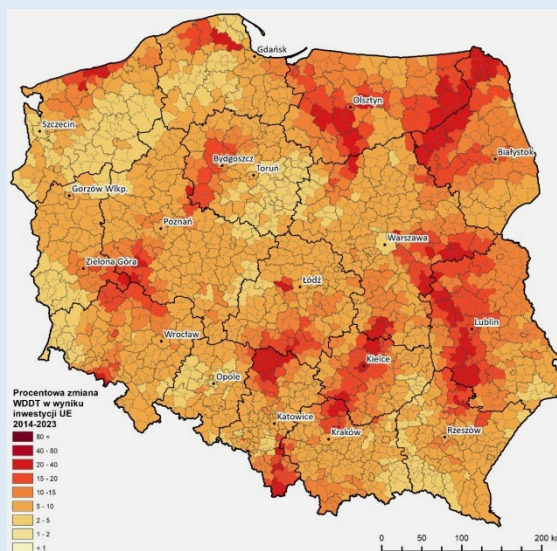 Gdańsk
Olsztyn
Szczecin
Białystok
Bydgoszcz
Toruń
Gorzów Wlkp.
Poznań
Warszawa
Zielona Góra
Łódź
Lublin
Wrocław
Kielce
Opole
Katowice
Kraków
Rzeszów
Procentowa zmiana
WDDT w wyniku
inwestycji UE
2014-2023
80 <
40 - 80
20 - 40
15 - 20
10 - 15
5 - 10
2 - 5
1 - 2
< 1
0 50 100 200 km